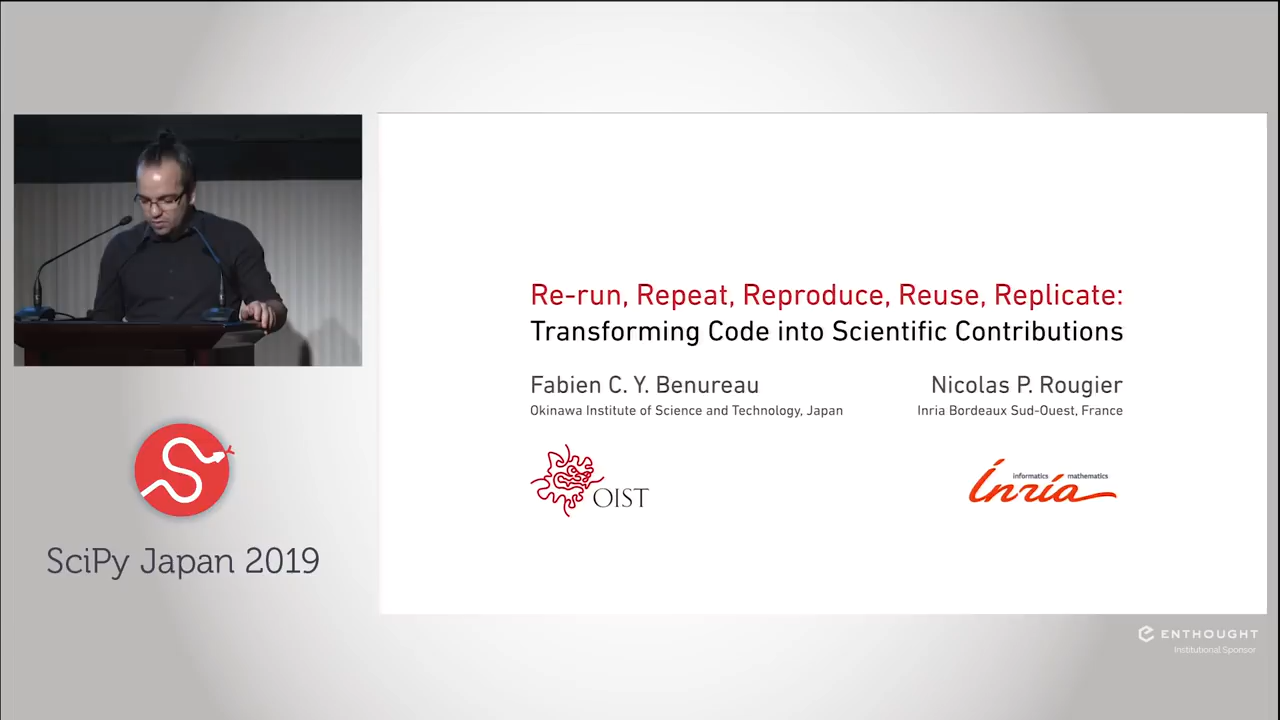 Re-run, Repeat, Reproduce, Reuse, Replicate:
Transforming Code into Scientific Contributions
Fabien C. Y. Benureau
Okinawa Institute of Science and Technology, Japan
Nicolas P. Rougier
Inria Bordeaux Sud-Ouest, France
OIST
informatics mathematics
Inria
SciPy Japan 2019
ENTHOUGHT
Institutional Sponsor